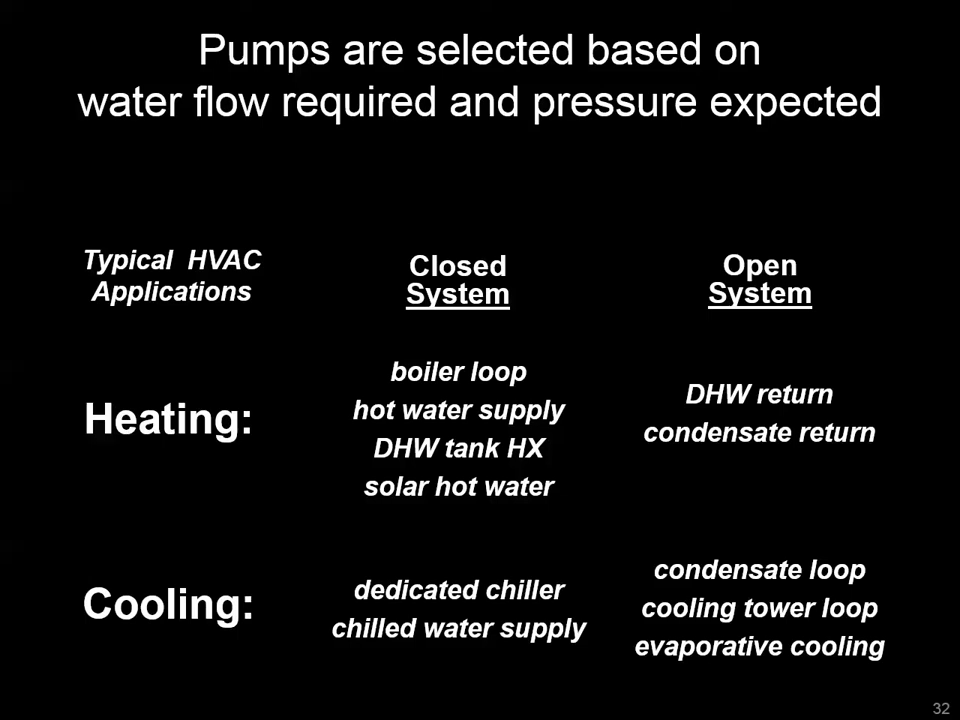 Pumps are selected based on
water flow required and pressure expected
Typical HVAC
Applications
Closed
System
Open
System
Heating:
boiler loop
hot water supply
DHW tank HX
solar hot water
DHW return
condensate return
Cooling:
dedicated chiller
chilled water supply
condensate loop
cooling tower loop
evaporative cooling
32